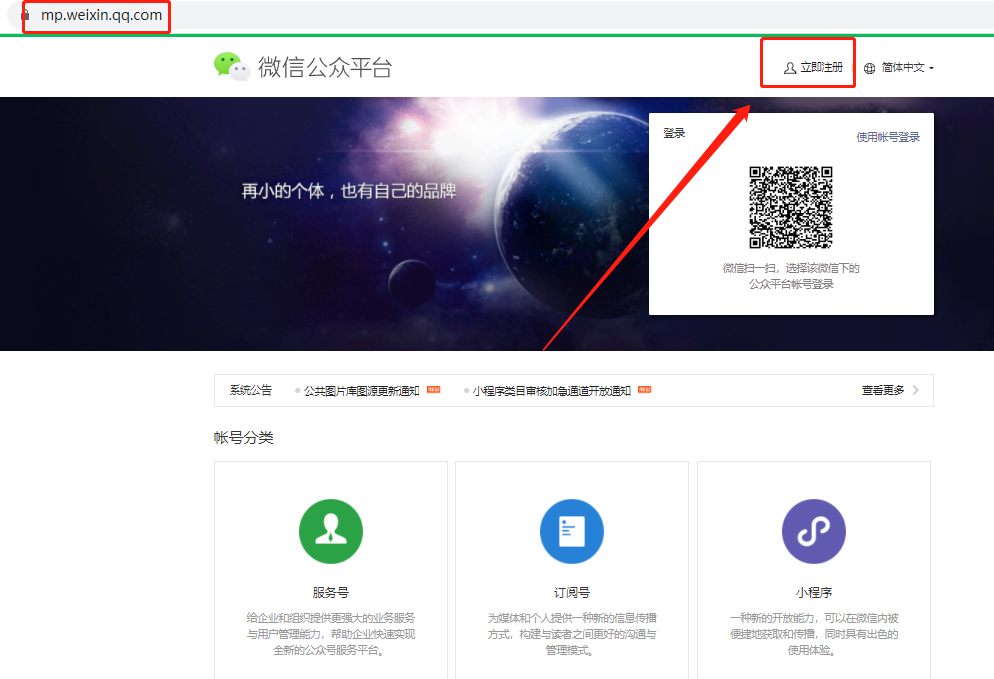 mp.weixin.qq.com
微信公众平台
立即注册
简体中文
登录
使用帐号登录
再小的个体，也有自己的品牌
微信扫一扫，选择该微信下的
公众平台帐号登录
系统公告
公共图片库图源更新通知
小程序类目审核加急通道开放通知
查看更多
帐号分类
服务号
给企业和组织提供更强大的业务服务
与用户管理能力，帮助企业快速实现
全新的公众号服务平台。
订阅号
为媒体和个人提供一种新的信息传播
方式，构建与读者之间更好的沟通与
管理模式。
小程序
一种新的开放能力，可以在微信内被
便捷地获取和传播，同时具有出色的
使用体验。